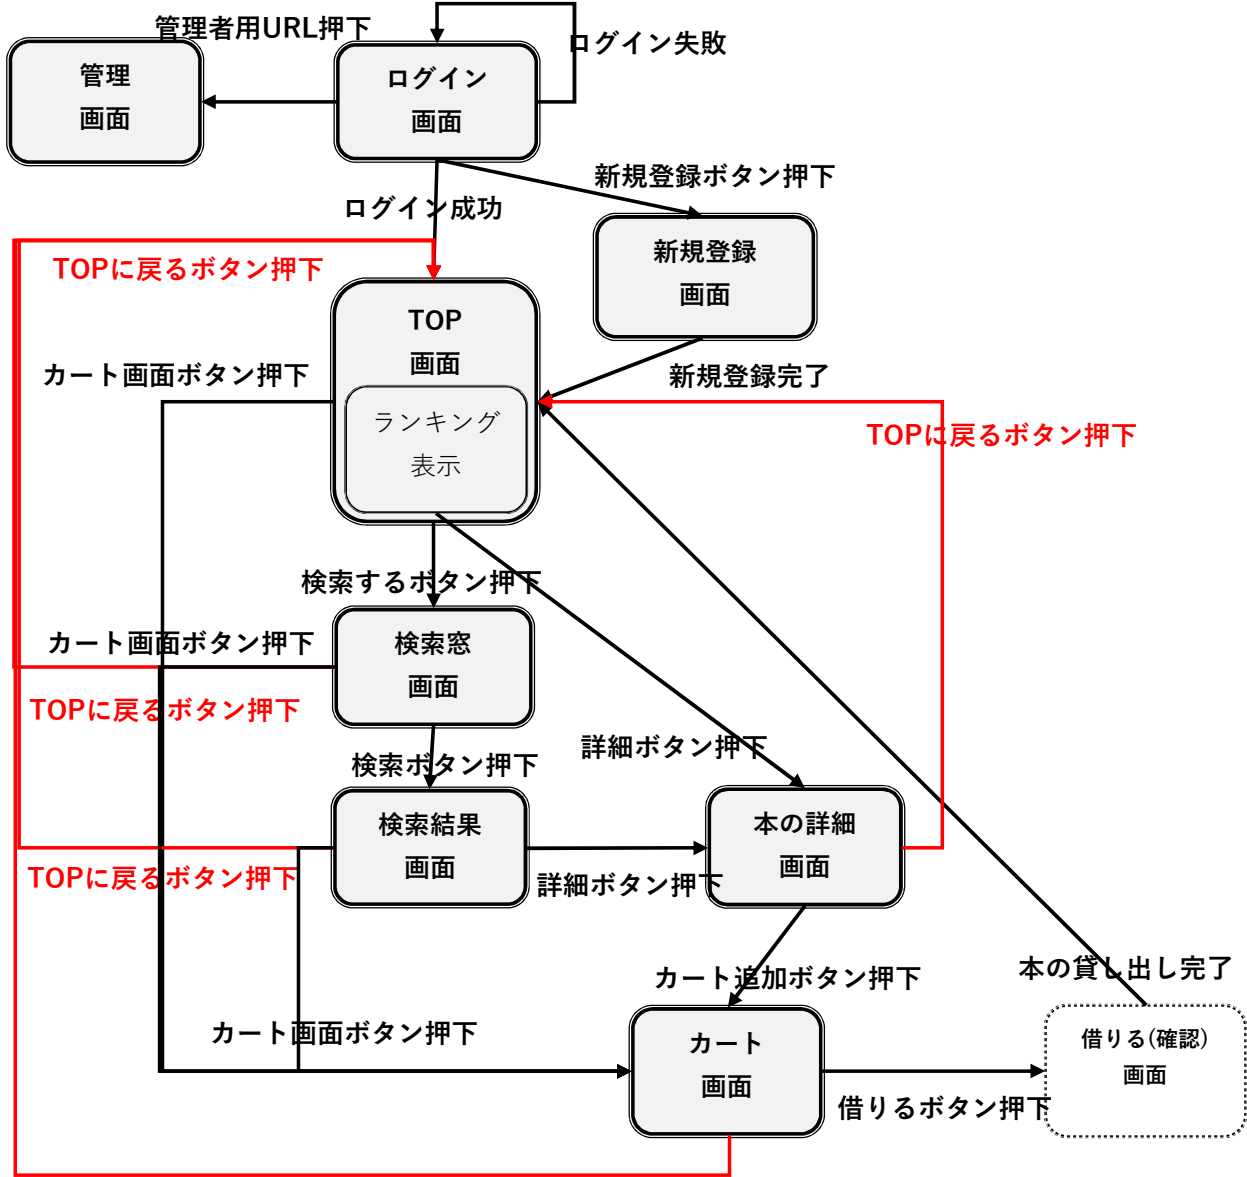 管理者用URL押下
ログイン失敗
管理
画面
ログイン
画面
新規登録ボタン押下
ログイン成功
新規登録
画面
TOPに戻るボタン押下
TOP
画面
カート画面ボタン押下
新規登録完了
ランキング
表示
TOPに戻るボタン押下
検索するボタン押下
カート画面ボタン押下
検索窓
画面
TOPに戻るボタン押下
検索ボタン押下
詳細ボタン押下
検索結果
画面
本の詳細
画面
TOPに戻るボタン押下
詳細ボタン押下
カート追加ボタン押下
本の貸し出し完了
カート画面ボタン押下
カート
画面
借りる(確認)
画面
借りるボタン押下